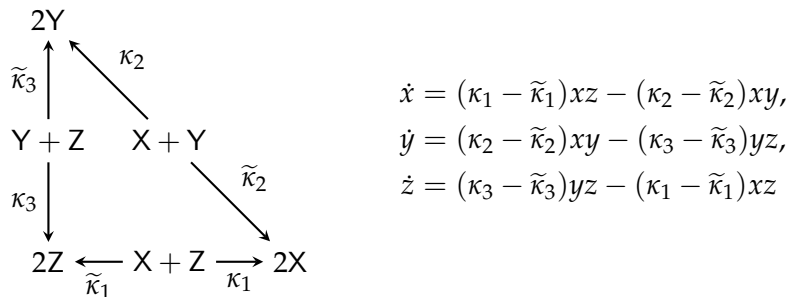 2Y
κ̃₃ κ₂
Y + Z X + Y
κ₃ κ̃₂
2Z X + Z 2X
κ̃₁ κ₁
ẋ = (κ₁ − κ̃₁)xz − (κ₂ − κ̃₂)xy,
ẏ = (κ₂ − κ̃₂)xy − (κ₃ − κ̃₃)yz,
ż = (κ₃ − κ̃₃)yz − (κ₁ − κ̃₁)xz